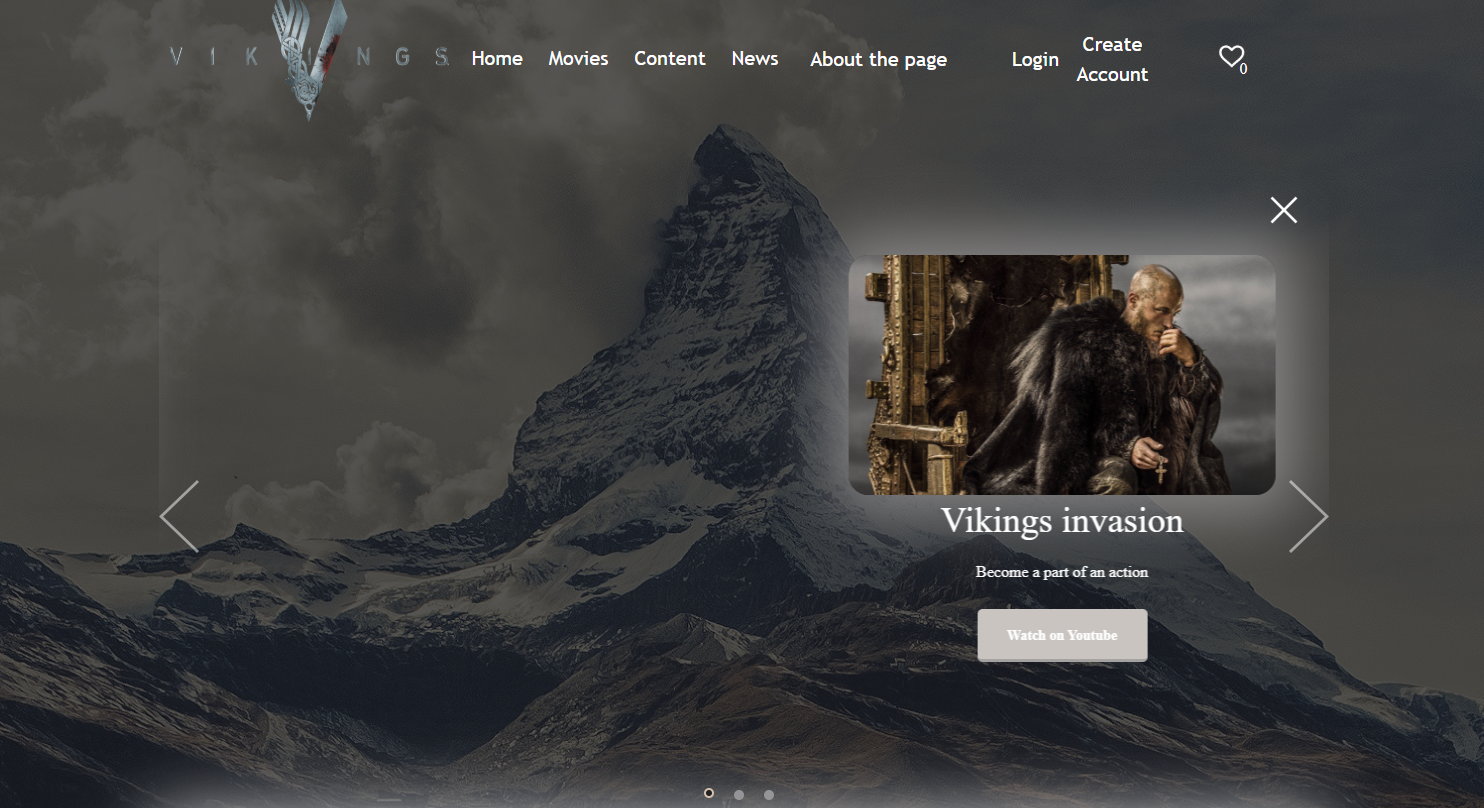 VIKINGS
Home Movies Content News About the page Login Create
Account
0
Vikings invasion
Become a part of an action
Watch on Youtube